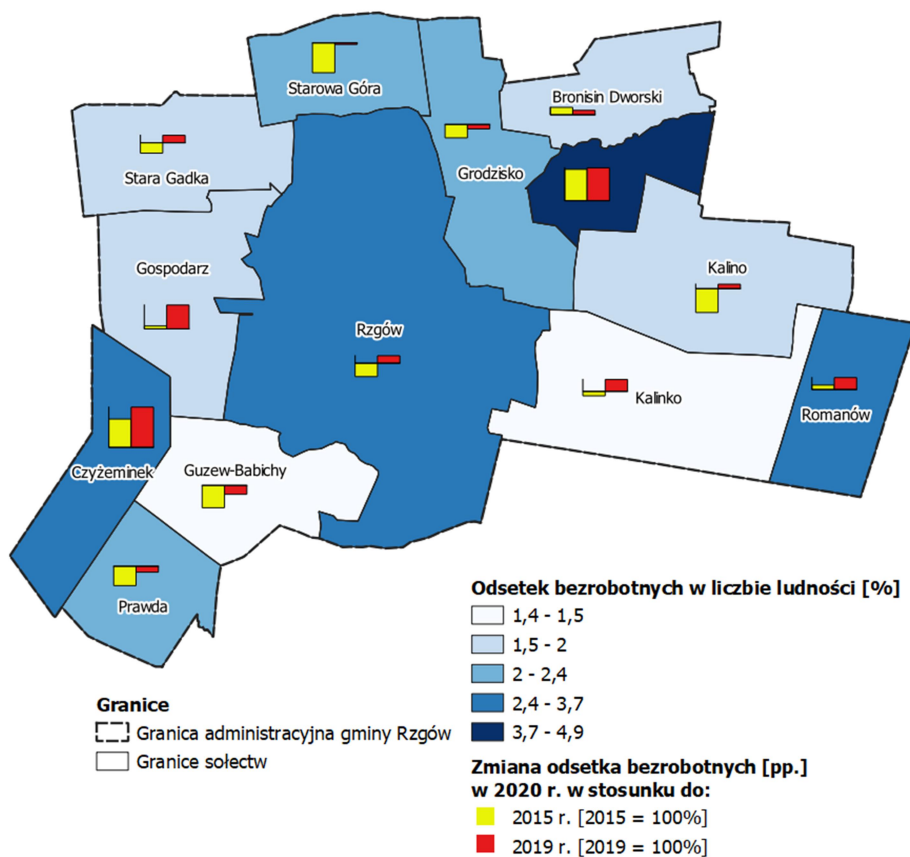 Starowa Góra
Bronisin Dworski
Stara Gadka
Grodzisko
Gospodarz
Kalino
Rzgów
Kalinko
Romanów
Czyżeminek
Guzew-Babichy
Prawda
Odsetek bezrobotnych w liczbie ludności [%]
1,4 - 1,5
1,5 - 2
2 - 2,4
2,4 - 3,7
3,7 - 4,9
Granice
Granica administracyjna gminy Rzgów
Granice sołectw
Zmiana odsetka bezrobotnych [pp.]
w 2020 r. w stosunku do:
2015 r. [2015 = 100%]
2019 r. [2019 = 100%]